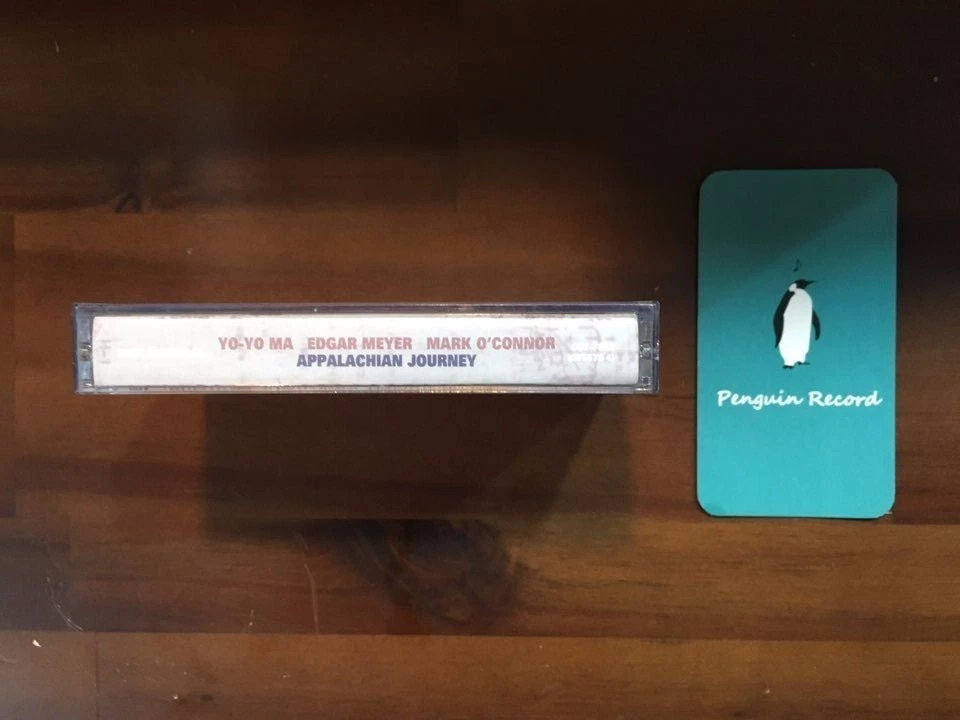 YO-YO MA EDGAR MEYER MARK O'CONNOR
APPALACHIAN JOURNEY
Penguin Record